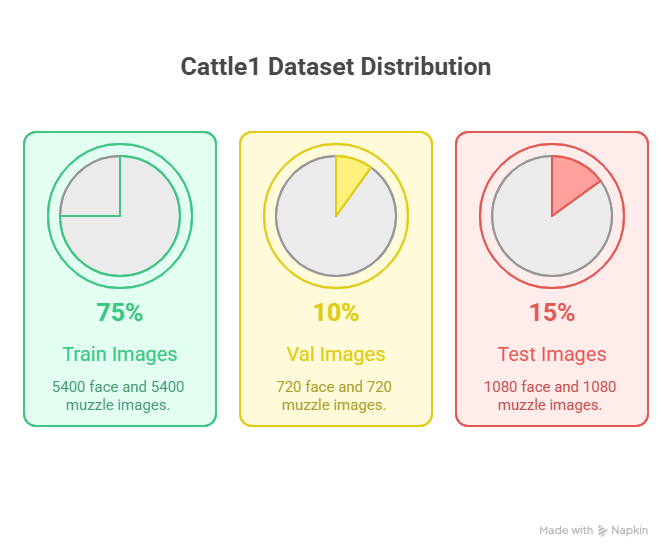 Cattle1 Dataset Distribution
75%
Train Images
5400 face and 5400
muzzle images.
10%
Val Images
720 face and 720
muzzle images.
15%
Test Images
1080 face and 1080
muzzle images.
Made with Napkin